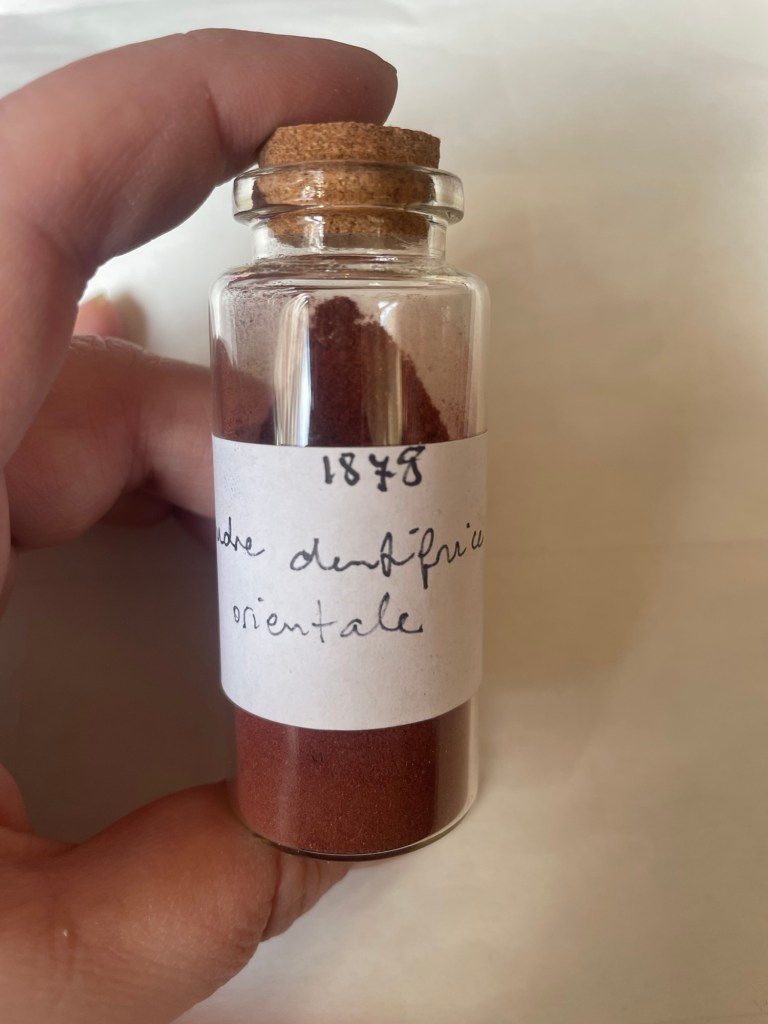 1878
udre dentifrice
orientale